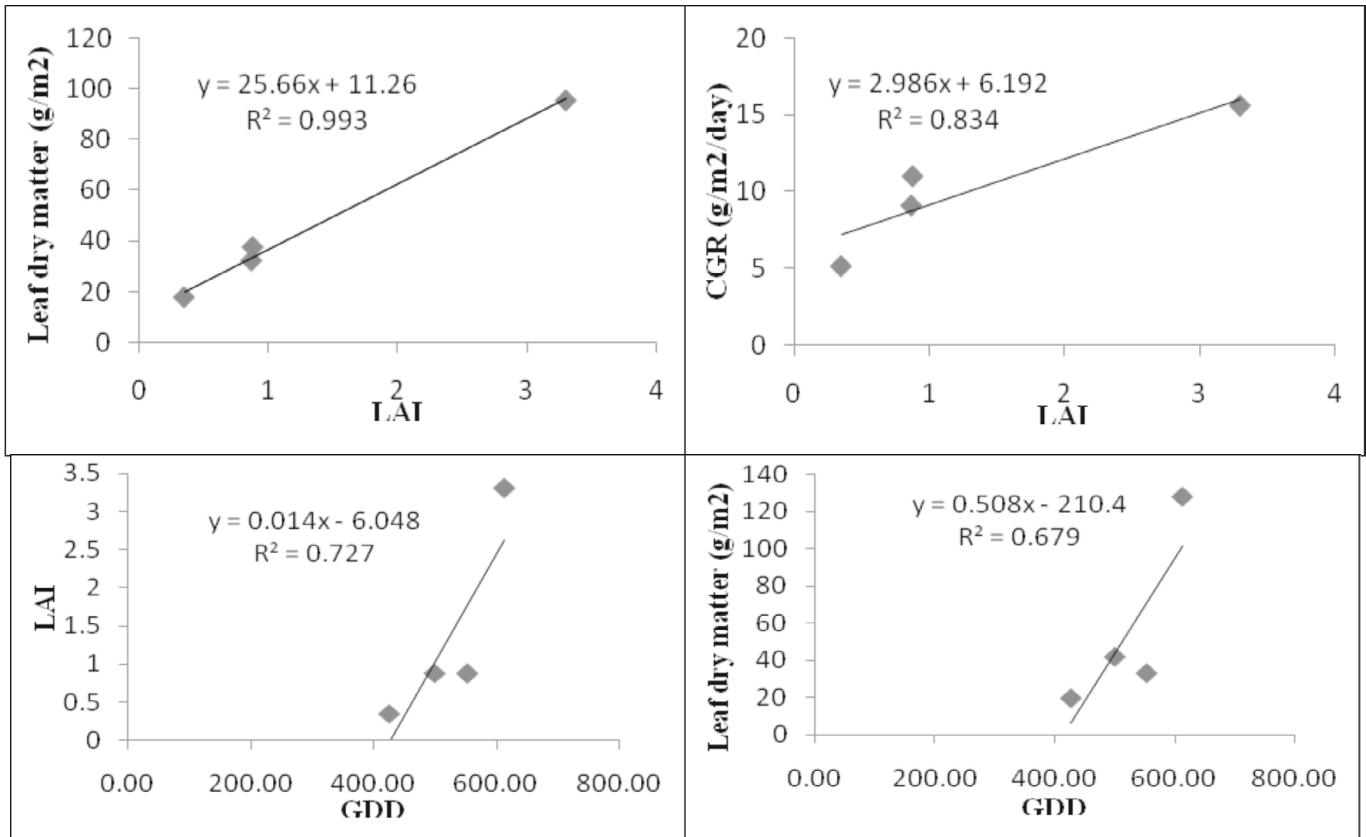 Leaf dry matter (g/m2)
120
100
80
60
40
20
0
y = 25.66x + 11.26
R² = 0.993
0 1 2 3 4
LAI
CGR (g/m2/day)
20
15
10
5
0
y = 2.986x + 6.192
R² = 0.834
0 1 2 3 4
LAI
LAI
3.5
3
2.5
2
1.5
1
0.5
0
y = 0.014x - 6.048
R² = 0.727
0.00 200.00 400.00 600.00 800.00
GDD
Leaf dry matter (g/m2)
140
120
100
80
60
40
20
0
y = 0.508x - 210.4
R² = 0.679
0.00 200.00 400.00 600.00 800.00
GDD